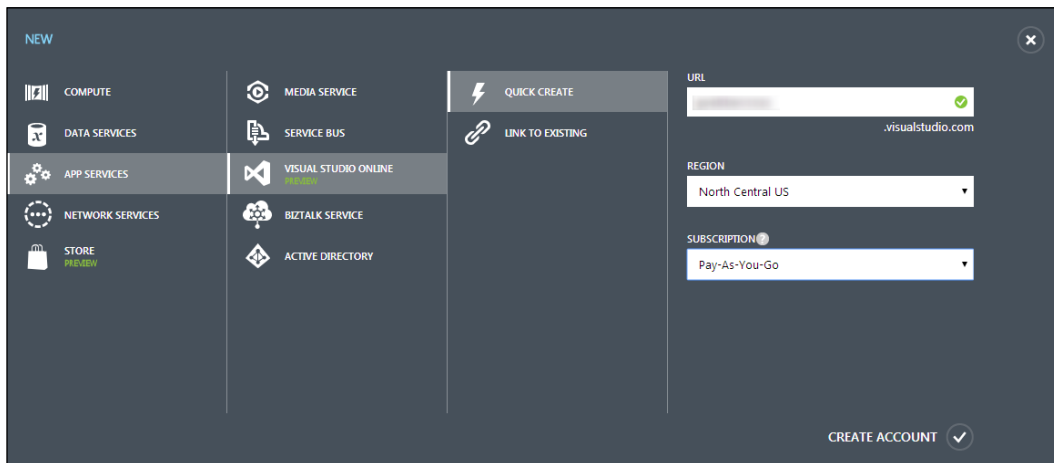 NEW
COMPUTE
DATA SERVICES
APP SERVICES
NETWORK SERVICES
STORE
PREVIEW
MEDIA SERVICE
SERVICE BUS
VISUAL STUDIO ONLINE
PREVIEW
BIZTALK SERVICE
ACTIVE DIRECTORY
QUICK CREATE
LINK TO EXISTING
URL
.visualstudio.com
REGION
North Central US
SUBSCRIPTION ?
Pay-As-You-Go
CREATE ACCOUNT